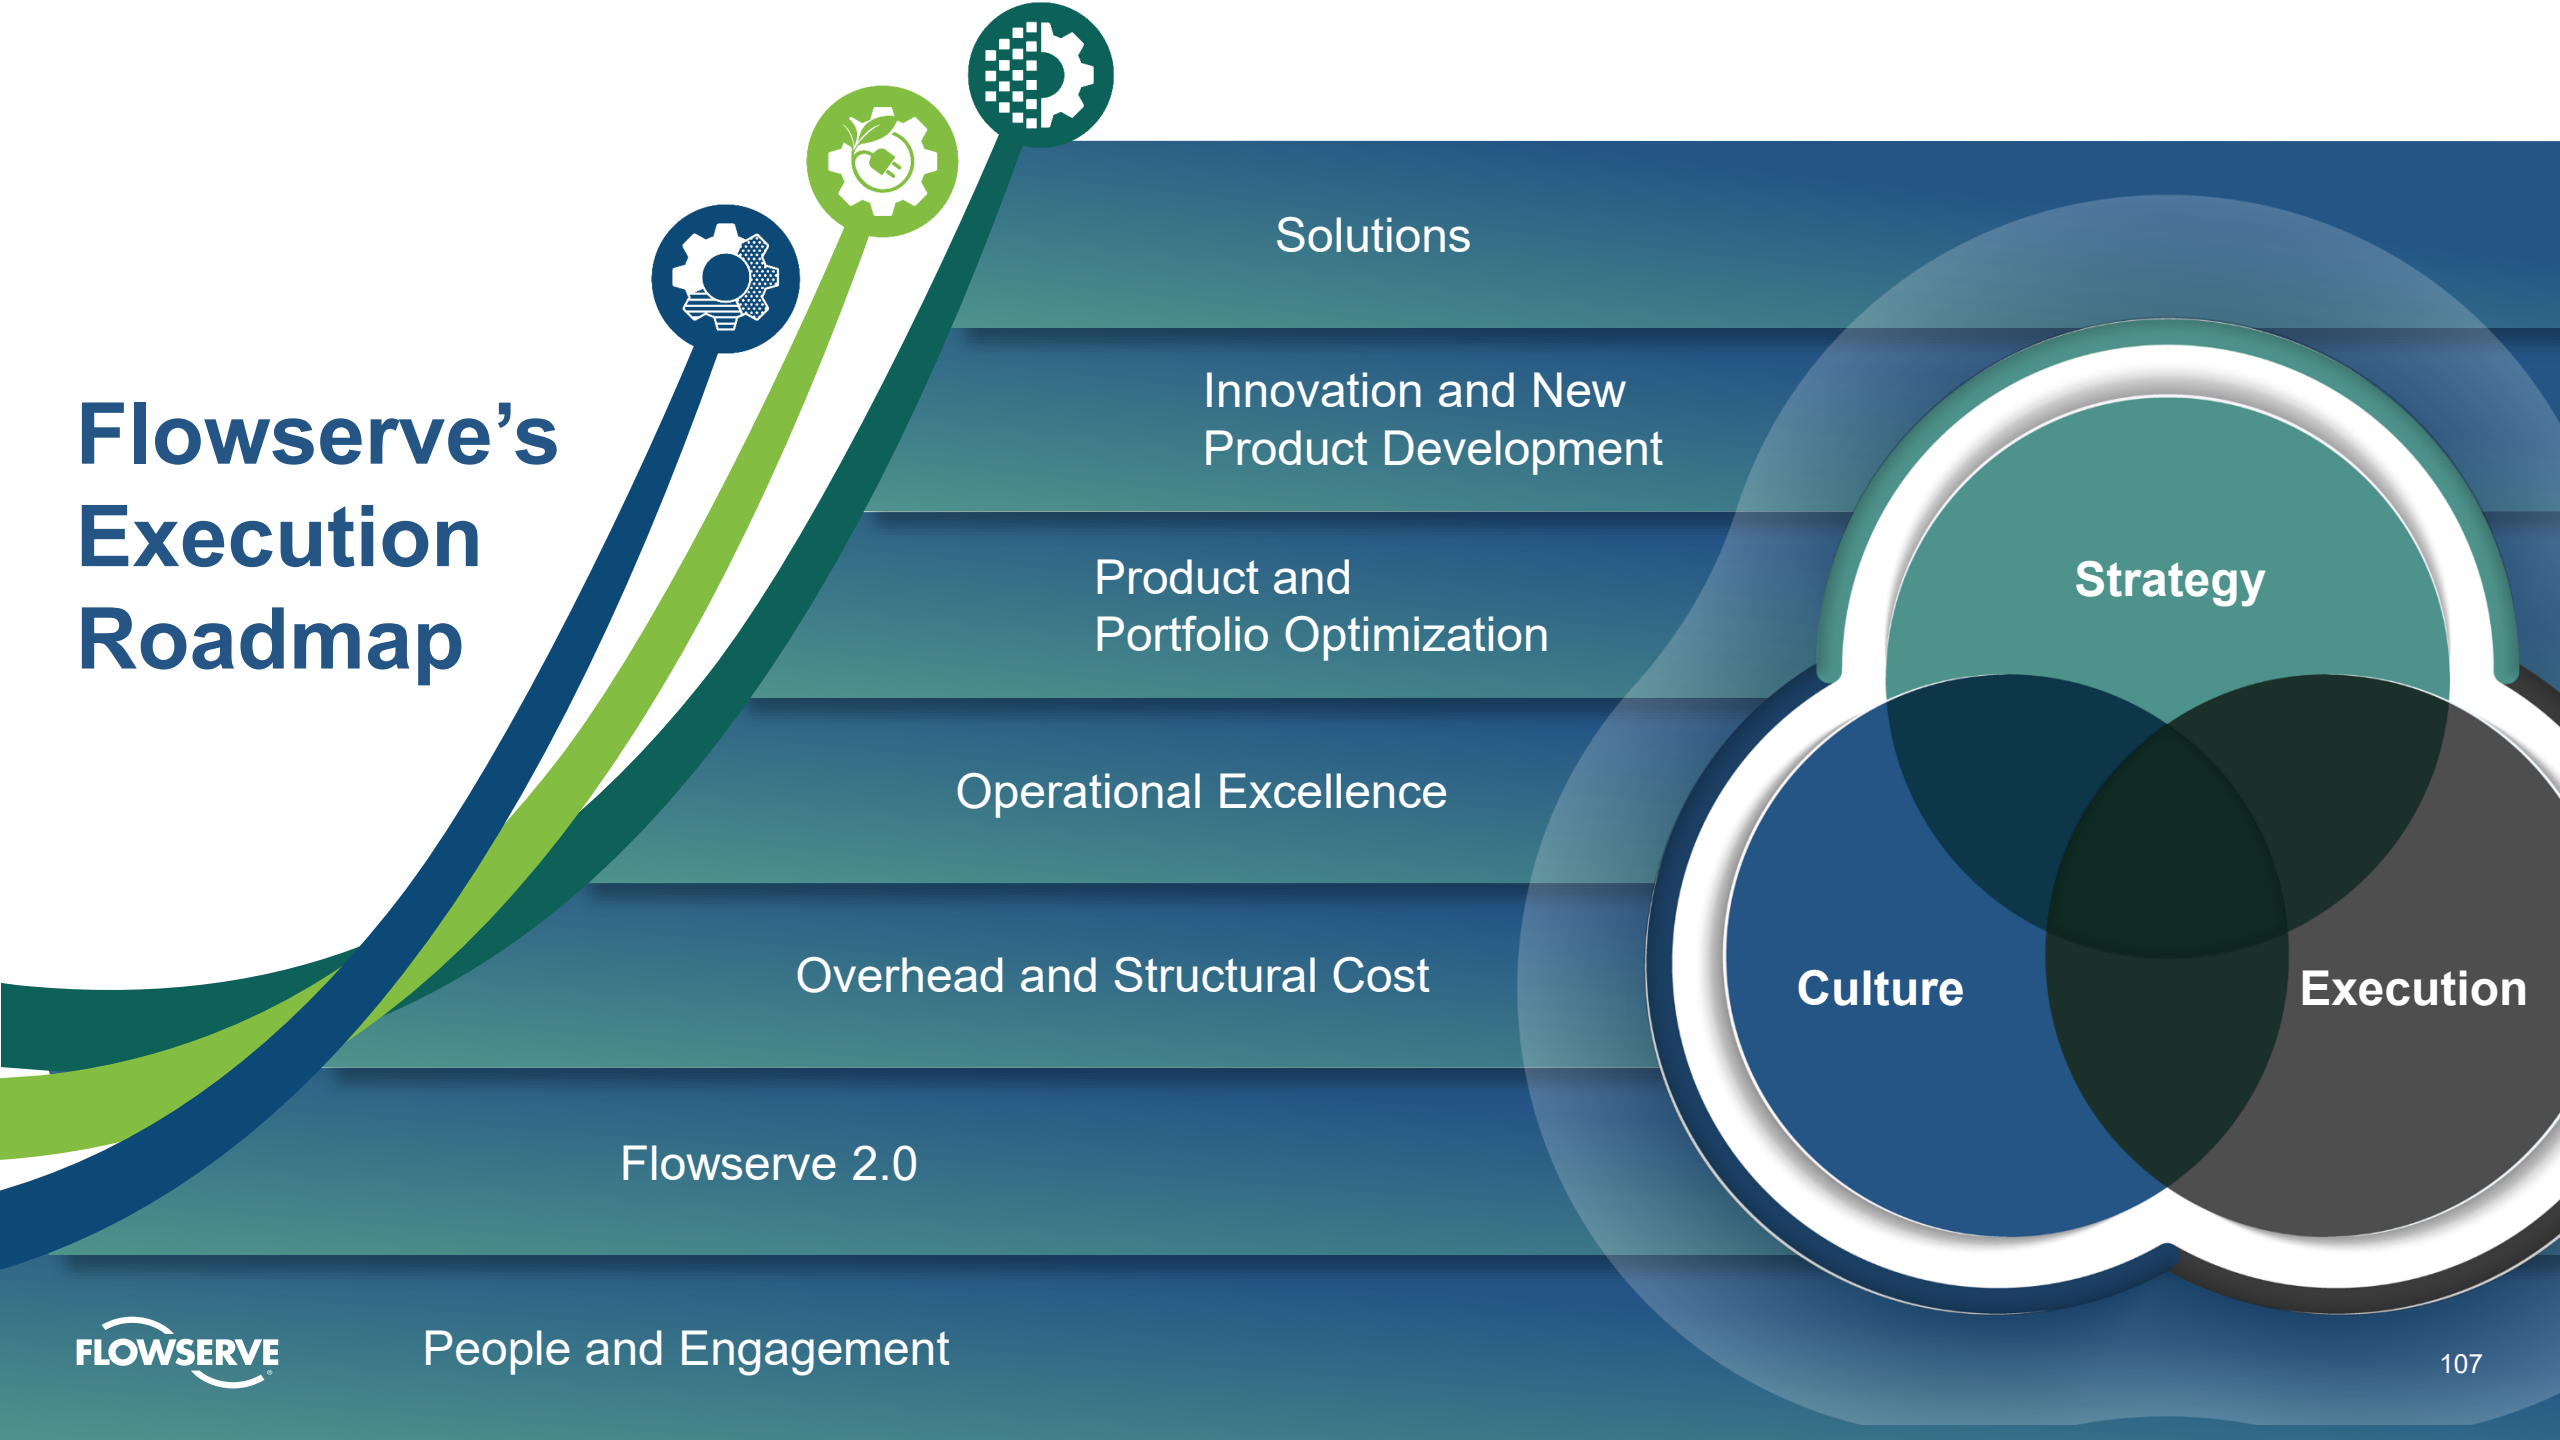 Flowserve’s
Execution
Roadmap
Solutions
Innovation and New
Product Development
Product and
Portfolio Optimization
Operational Excellence
Overhead and Structural Cost
Flowserve 2.0
People and Engagement
Strategy
Culture
Execution
FLOWSERVE
107